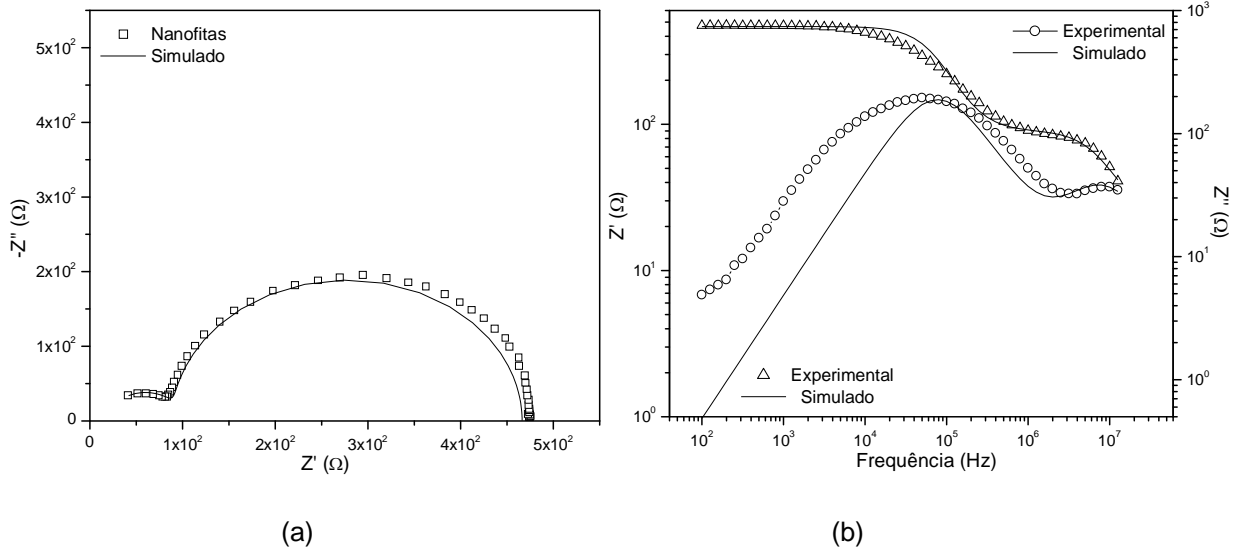 5x10²
4x10²
3x10²
2x10²
1x10²
0
-Z'' (Ω)
Nanofitas
Simulado
0
1x10²
2x10²
3x10²
4x10²
5x10²
Z' (Ω)
(a)
10²
10¹
10⁰
Z' (Ω)
Experimental
Simulado
Experimental
Simulado
10³
10²
10¹
10⁰
Z'' (Ω)
10²
10³
10⁴
10⁵
10⁶
10⁷
Frequência (Hz)
(b)